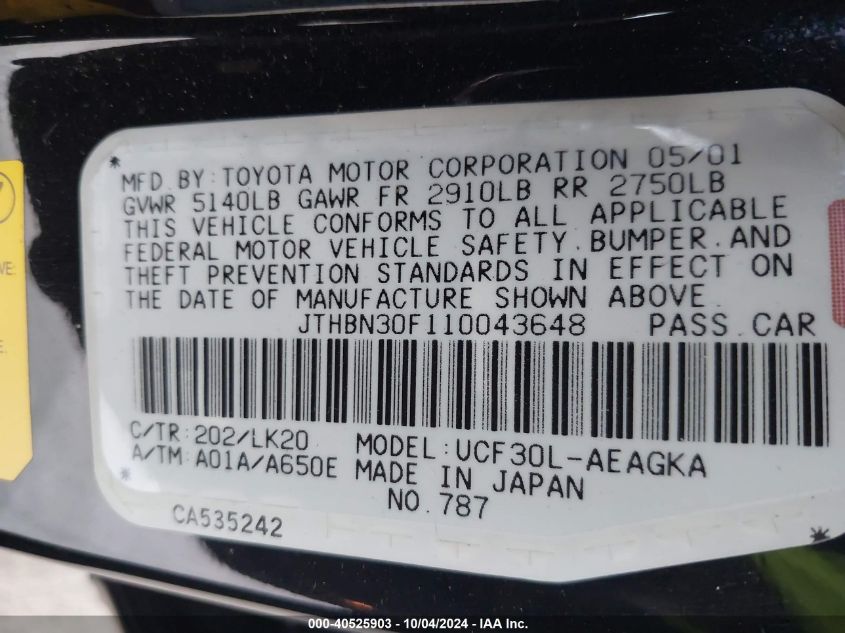 MFD.BY:TOYOTA MOTOR CORPORATION 05/01
GVWR 5140LB GAWR FR 2910LB RR 2750LB
THIS VEHICLE CONFORMS TO ALL APPLICABLE
FEDERAL MOTOR VEHICLE SAFETY.BUMPER.AND
THEFT PREVENTION STANDARDS IN EFFECT ON
THE DATE OF MANUFACTURE SHOWN ABOVE.
JTHBN30F110043648 PASS.CAR
C/TR:202/LK20 MODEL:UCF30L-AEAGKA
A/TM:A01A/A650E MADE IN JAPAN
NO.787
CA535242
E.
000-40525903 - 10/04/2024 - IAAI.com